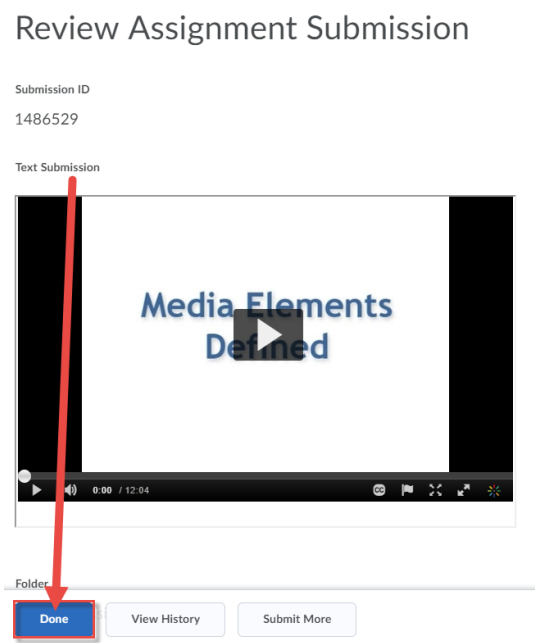 Review Assignment Submission
Submission ID
1486529
Text Submission
Media Elements
Defined
0:00 / 12:04
CC
Folder
Done
View History
Submit More